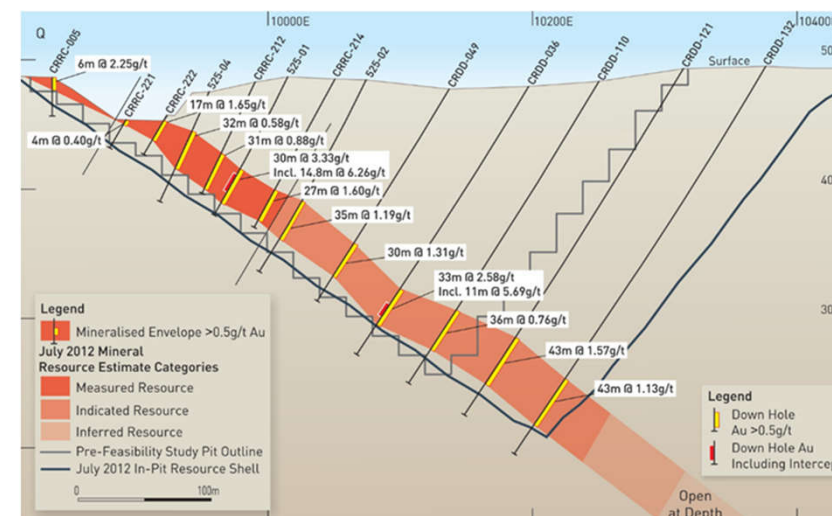 Q
10000E
10200E
10400
CRRC-005
CRRC-221
CRRC-222
525-04
CRRC-212
525-01
CRRC-214
525-02
CRDD-049
CRDD-036
CRDD-110
CRDD-121
CRDD-132
Surface
50
40
30
6m @ 2.25g/t
4m @ 0.40g/t
17m @ 1.65g/t
32m @ 0.58g/t
31m @ 0.88g/t
30m @ 3.33g/t
Incl. 14.8m @ 6.26g/t
27m @ 1.60g/t
35m @ 1.19g/t
30m @ 1.31g/t
33m @ 2.58g/t
Incl. 11m @ 5.69g/t
36m @ 0.76g/t
43m @ 1.57g/t
43m @ 1.13g/t
Legend
Mineralised Envelope >0.5g/t Au
July 2012 Mineral
Resource Estimate Categories
Measured Resource
Indicated Resource
Inferred Resource
Pre-Feasibility Study Pit Outline
July 2012 In-Pit Resource Shell
0 100m
Legend
Down Hole
Au >0.5g/t
Down Hole Au
Including Intercep
Open
at Depth